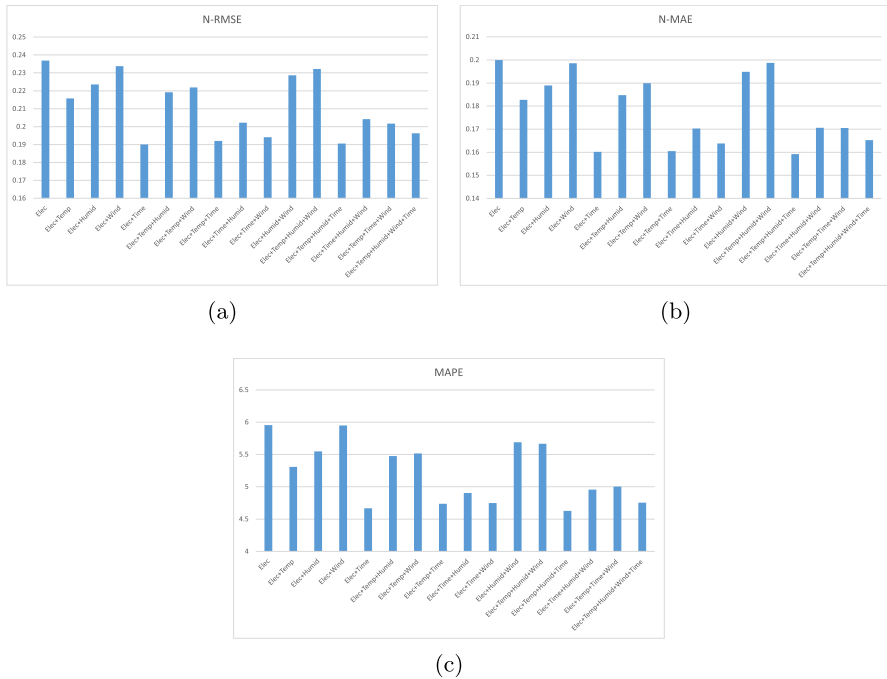 N-RMSE
0.25
0.24
0.23
0.22
0.21
0.2
0.19
0.18
0.17
0.16
Elec
Elec+Temp
Elec+Humid
Elec+Wind
Elec+Time
Elec+Temp+Humid
Elec+Temp+Wind
Elec+Temp+Time
Elec+Time+Humid
Elec+Time+Wind
Elec+Humid+Wind
Elec+Temp+Humid+Wind
Elec+Temp+Humid+Time
Elec+Time+Humid+Wind
Elec+Temp+Time+Wind
Elec+Temp+Humid+Wind+Time
(a)
N-MAE
0.21
0.2
0.19
0.18
0.17
0.16
0.15
0.14
Elec
Elec+Temp
Elec+Humid
Elec+Wind
Elec+Time
Elec+Temp+Humid
Elec+Temp+Wind
Elec+Temp+Time
Elec+Time+Humid
Elec+Time+Wind
Elec+Humid+Wind
Elec+Temp+Humid+Wind
Elec+Temp+Humid+Time
Elec+Time+Humid+Wind
Elec+Temp+Time+Wind
Elec+Temp+Humid+Wind+Time
(b)
MAPE
6.5
6
5.5
5
4.5
4
Elec
Elec+Temp
Elec+Humid
Elec+Wind
Elec+Time
Elec+Temp+Humid
Elec+Temp+Wind
Elec+Temp+Time
Elec+Time+Humid
Elec+Time+Wind
Elec+Humid+Wind
Elec+Temp+Humid+Wind
Elec+Temp+Humid+Time
Elec+Time+Humid+Wind
Elec+Temp+Time+Wind
Elec+Temp+Humid+Wind+Time
(c)